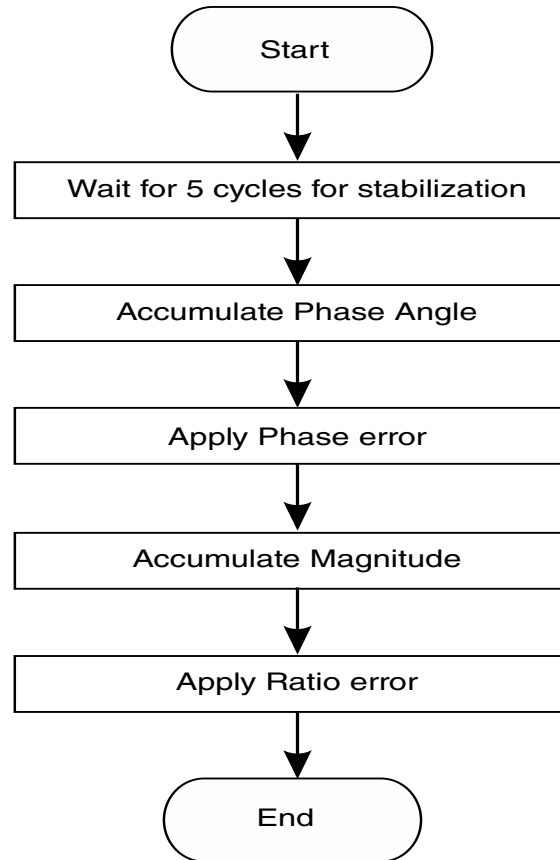 Start
Wait for 5 cycles for stabilization
Accumulate Phase Angle
Apply Phase error
Accumulate Magnitude
Apply Ratio error
End